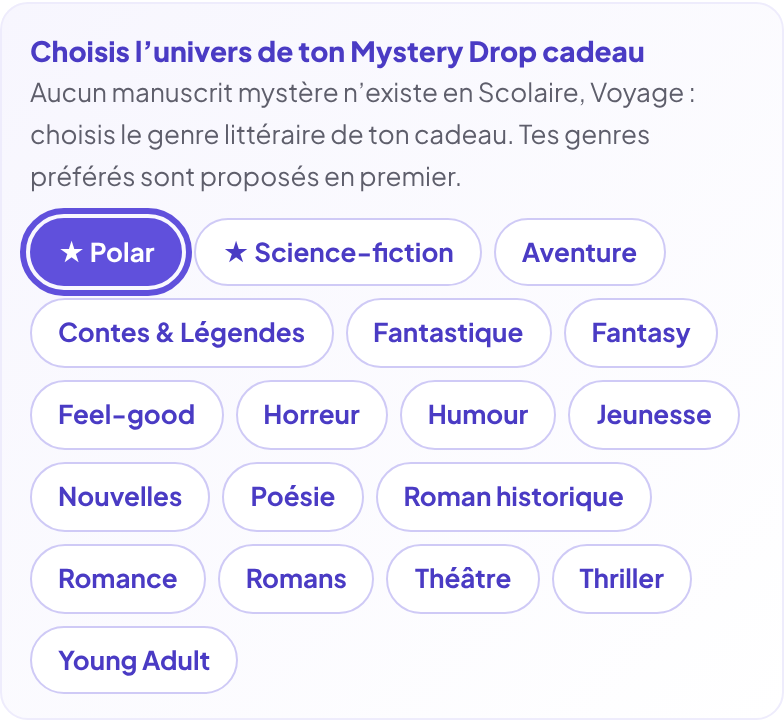 Choisis l’univers de ton Mystery Drop cadeau
Aucun manuscrit mystère n’existe en Scolaire, Voyage :
choisis le genre littéraire de ton cadeau. Tes genres
préférés sont proposés en premier.
★ Polar ★ Science-fiction Aventure
Contes & Légendes Fantastique Fantasy
Feel-good Horreur Humour Jeunesse
Nouvelles Poésie Roman historique
Romance Romans Théâtre Thriller
Young Adult